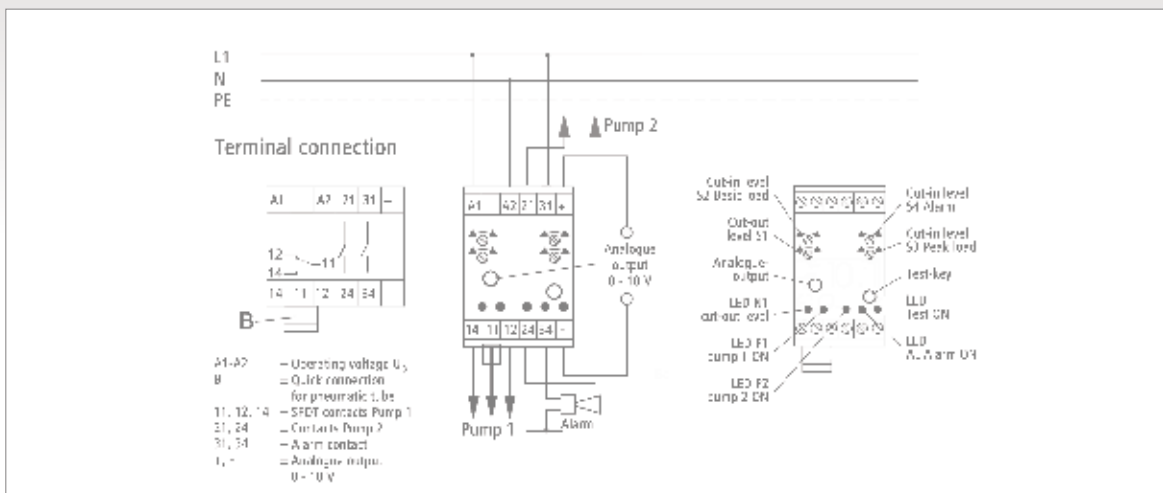 L1
N
PE
Pump 2
Terminal connection
A1 A2 21 31 –
12
14
11
14 11 12 24 34
B
A1 A2 21 31 +
14 11 12 24 34 –
Analogue
output
0 - 10 V
Pump 1
Alarm
Cut-in level
S2 Basic load
Cut-out
level S1
Analogue-
output
LED
cut-out level
LED P1
pump 1 ON
LED P2
pump 2 ON
Cut-in level
S4 Alarm
Cut-in level
S3 Peak load
Test-key
LED
Test ON
LED
AL Alarm ON
A1-A2 = Operating voltage
B = Quick connection
for pneumatic tube
11, 12, 14 = SPDT contacts Pump 1
21, 24 = Contacts Pump 2
31, 34 = Alarm contact
+, - = Analogue output
0 - 10 V